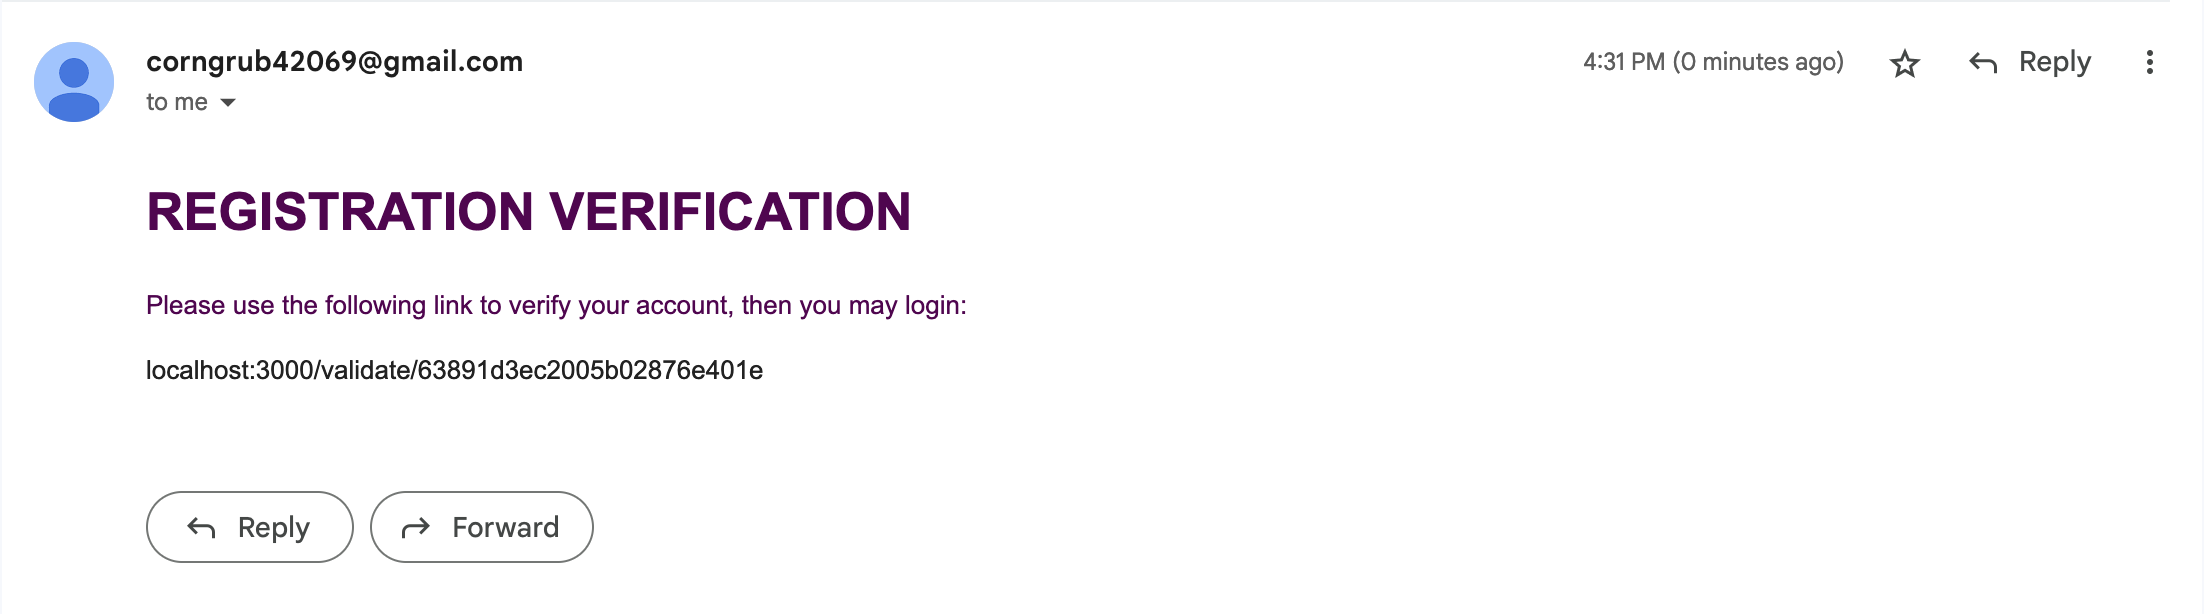 corngrub42069@gmail.com
4:31 PM (0 minutes ago)
Reply
to me
REGISTRATION VERIFICATION
Please use the following link to verify your account, then you may login:
localhost:3000/validate/63891d3ec2005b02876e401e
Reply
Forward